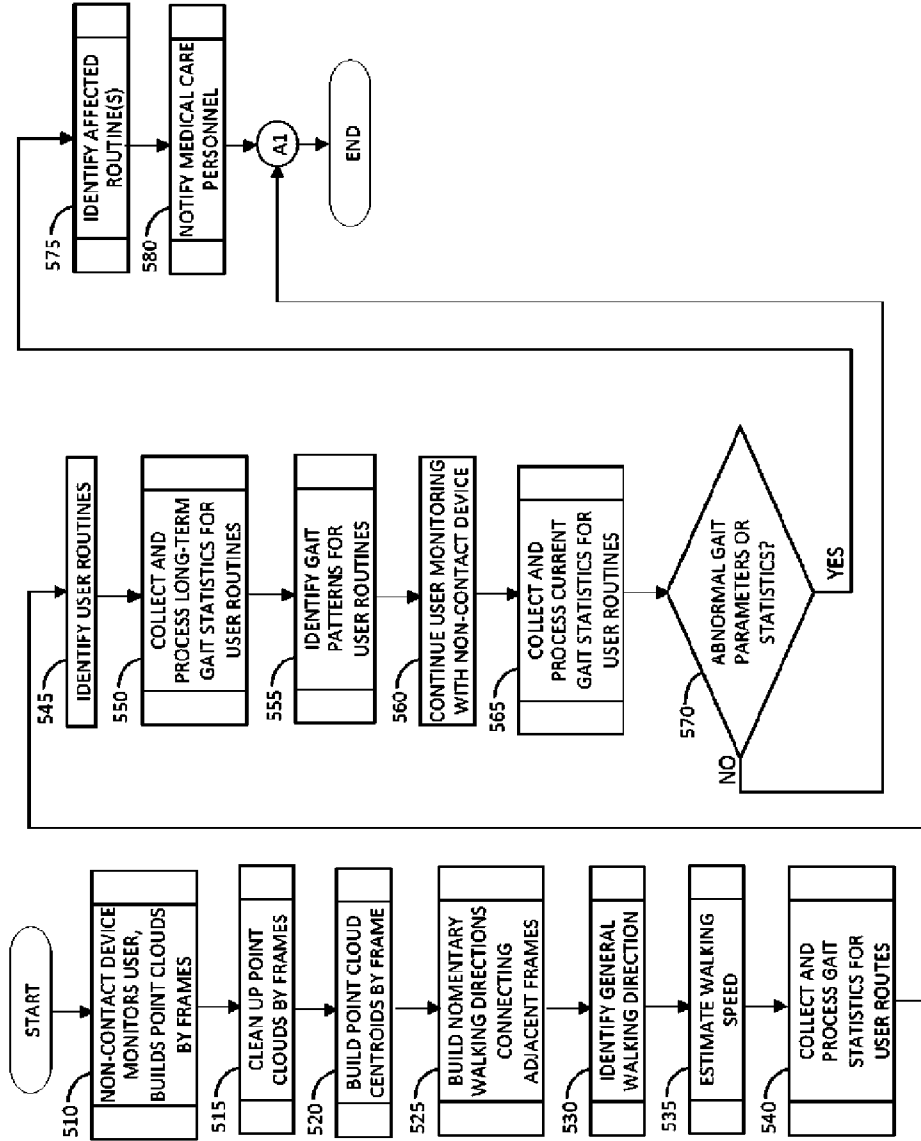 START
510
NON-CONTACT DEVICE
MONITORS USER,
BUILDS POINT CLOUDS
BY FRAMES
515
CLEAN UP POINT
CLOUDS BY FRAMES
520
BUILD POINT CLOUD
CENTROIDS BY FRAME
525
BUILD NOMENTARY
WALKING DIRECTIONS
CONNECTING
ADJACENT FRAMES
530
IDENTIFY GENERAL
WALKING DIRECTION
535
ESTIMATE WALKING
SPEED
540
COLLECT AND
PROCESS GAIT
STATISTICS FOR
USER ROUTES
545
IDENTIFY USER ROUTINES
550
COLLECT AND
PROCESS LONG-TERM
GAIT STATISTICS FOR
USER ROUTINES
555
IDENTIFY GAIT
PATTERNS FOR
USER ROUTINES
560
CONTINUE USER MONITORING
WITH NON-CONTACT DEVICE
565
COLLECT AND
PROCESS CURRENT
GAIT STATISTICS FOR
USER ROUTINES
570
ABNORMAL GAIT
PARAMETERS OR
STATISTICS?
NO
YES
575
IDENTIFY AFFECTED
ROUTINE(S)
580
NOTIFY MEDICAL CARE
PERSONNEL
A1
END